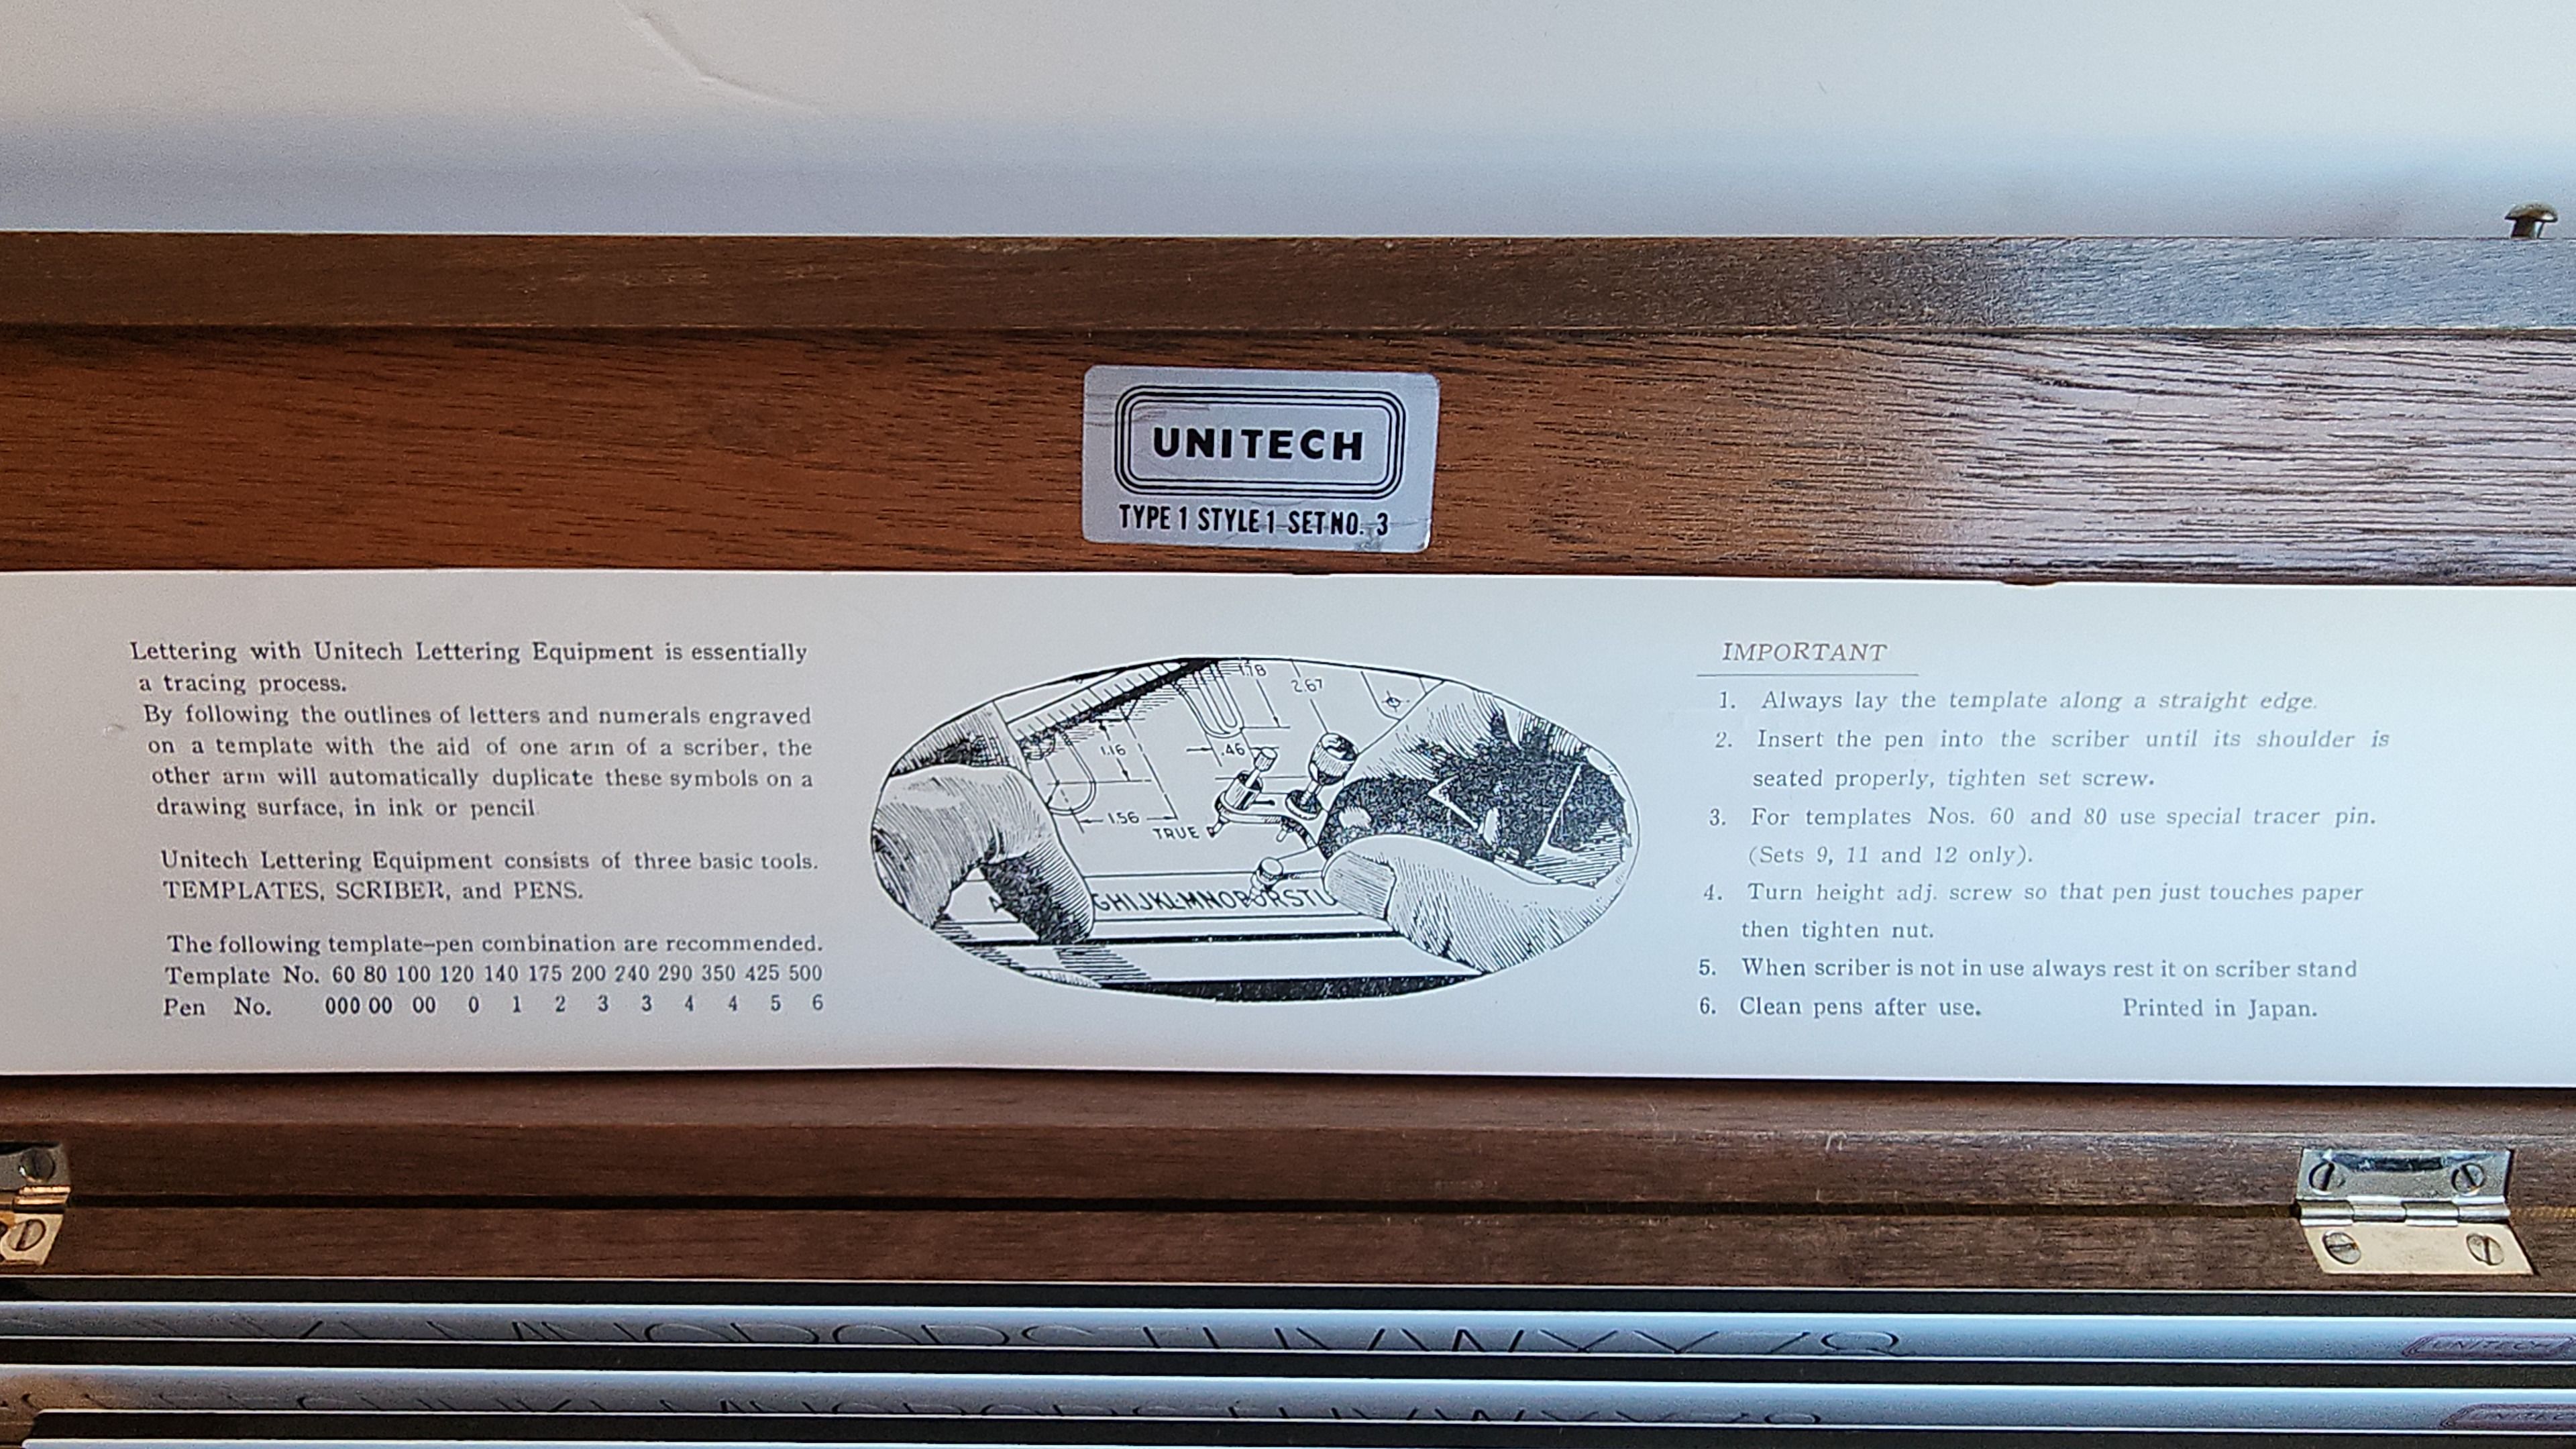 UNITECH
TYPE 1 STYLE 1 SET NO. 3
Lettering with Unitech Lettering Equipment is essentially
a tracing process.
By following the outlines of letters and numerals engraved
on a template with the aid of one arm of a scriber, the
other arm will automatically duplicate these symbols on a
drawing surface, in ink or pencil
Unitech Lettering Equipment consists of three basic tools.
TEMPLATES, SCRIBER, and PENS.
The following template-pen combination are recommended.
Template No. 60 80 100 120 140 175 200 240 290 350 425 500
Pen No. 000 00 00 0 1 2 3 3 4 4 5 6
1.78
2.67
1.16
.46
1.56
TRUE
GHIJKLMNOPQRSTU
IMPORTANT
1. Always lay the template along a straight edge.
2. Insert the pen into the scriber until its shoulder is
seated properly, tighten set screw.
3. For templates Nos. 60 and 80 use special tracer pin.
(Sets 9, 11 and 12 only).
4. Turn height adj. screw so that pen just touches paper
then tighten nut.
5. When scriber is not in use always rest it on scriber stand
6. Clean pens after use. Printed in Japan.
UNITECH